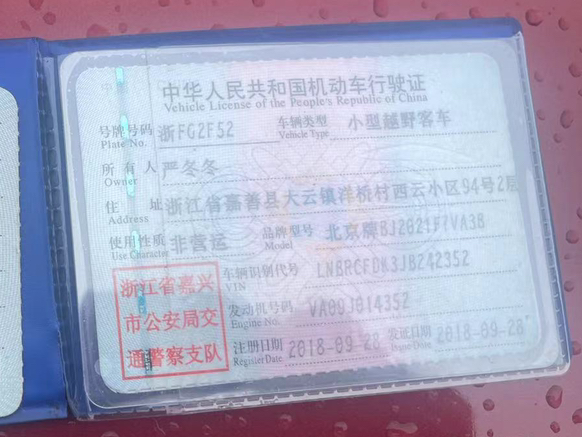 中华人民共和国机动车行驶证
Vehicle License of the People's Republic of China
号牌号码 浙FG2F52 车辆类型 小型越野客车
Plate No. Vehicle Type
所有人 严冬冬
Owner
住址 浙江省嘉善县大云镇洋桥村西云小区94号2层
Address
使用性质 非营运 品牌型号 北京牌BJ2021F7VA3B
Use Character Model
浙江省嘉兴 车辆识别代号 LNBRCFDK3JB242352
VIN
市公安局交 发动机号码 VA00J014352
Engine No.
通警察支队 注册日期 2018-09-28 发证日期 2018-09-28
Register Date Issue Date